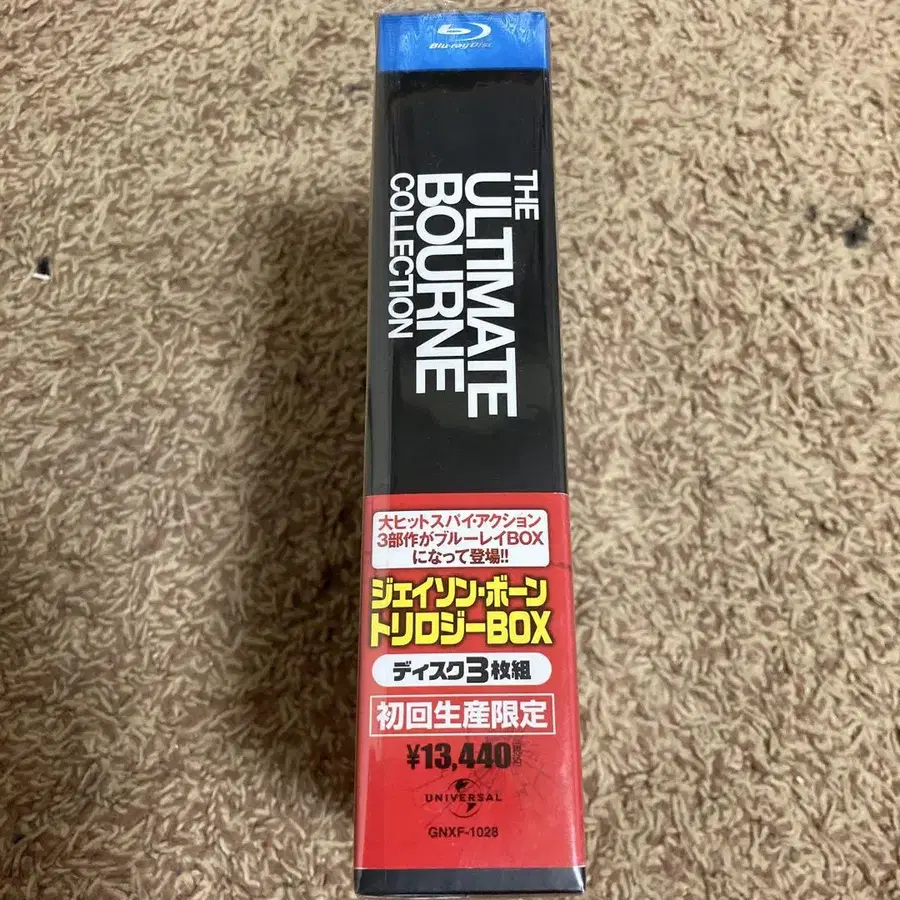 Blu-ray Disc
THE
ULTIMATE
BOURNE
COLLECTION
大ヒットスパイ・アクション
3部作がブルーレイBOX
になって登場!!
ジェイソン・ボーン
トリロジーBOX
ディスク3枚組
初回生産限定
¥13,440
UNIVERSAL
GNXF-1028